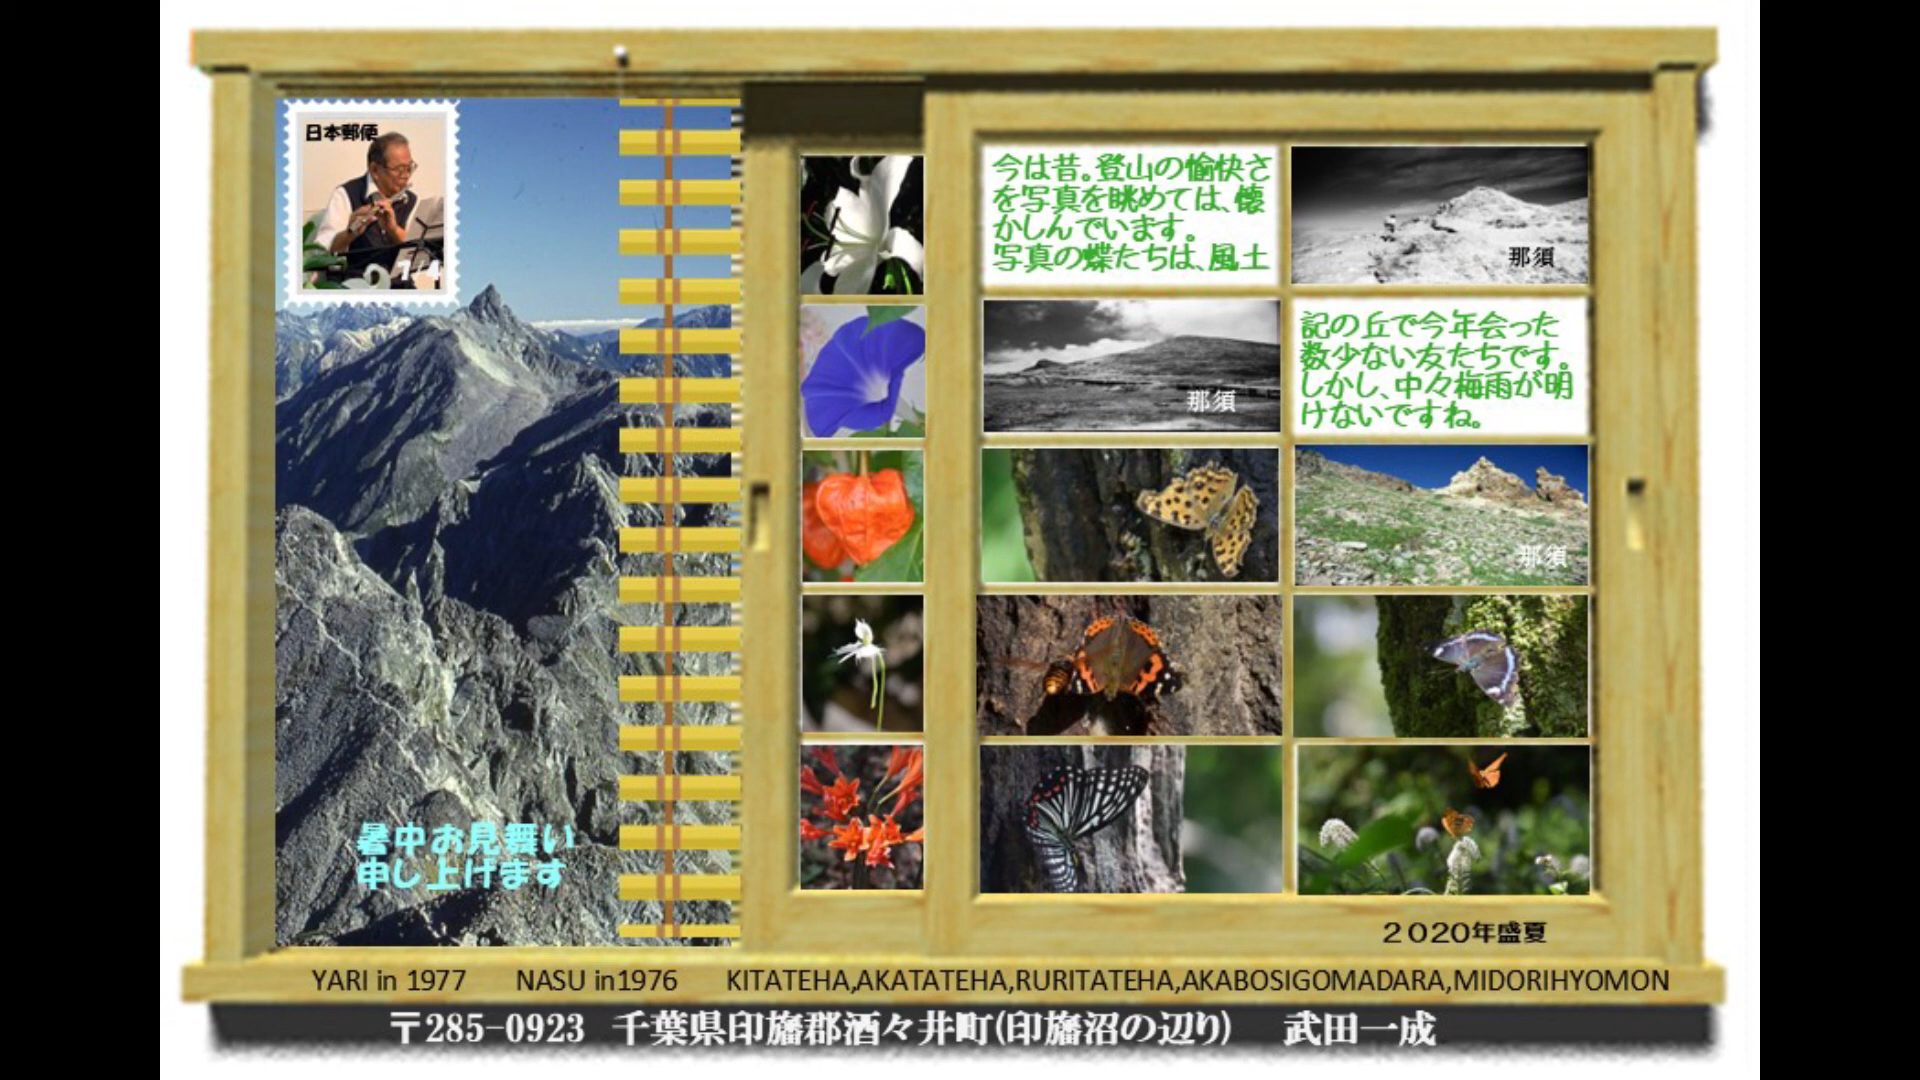 日本郵便
暑中お見舞い
申し上げます
今は昔。登山の愉快さ
を写真を眺めては、懐
かしんでいます。
写真の蝶たちは、風土
記の丘で今年会った
数少ない友たちです。
しかし、中々梅雨が明
けないですね。
那須
那須
那須
2020年盛夏
YARI in 1977 NASU in1976 KITATEHA,AKATATEHA,RURITATEHA,AKABOSIGOMADARA,MIDORIHYOMON
〒285-0923 千葉県印旛郡酒々井町(印旛沼の辺り) 武田一成